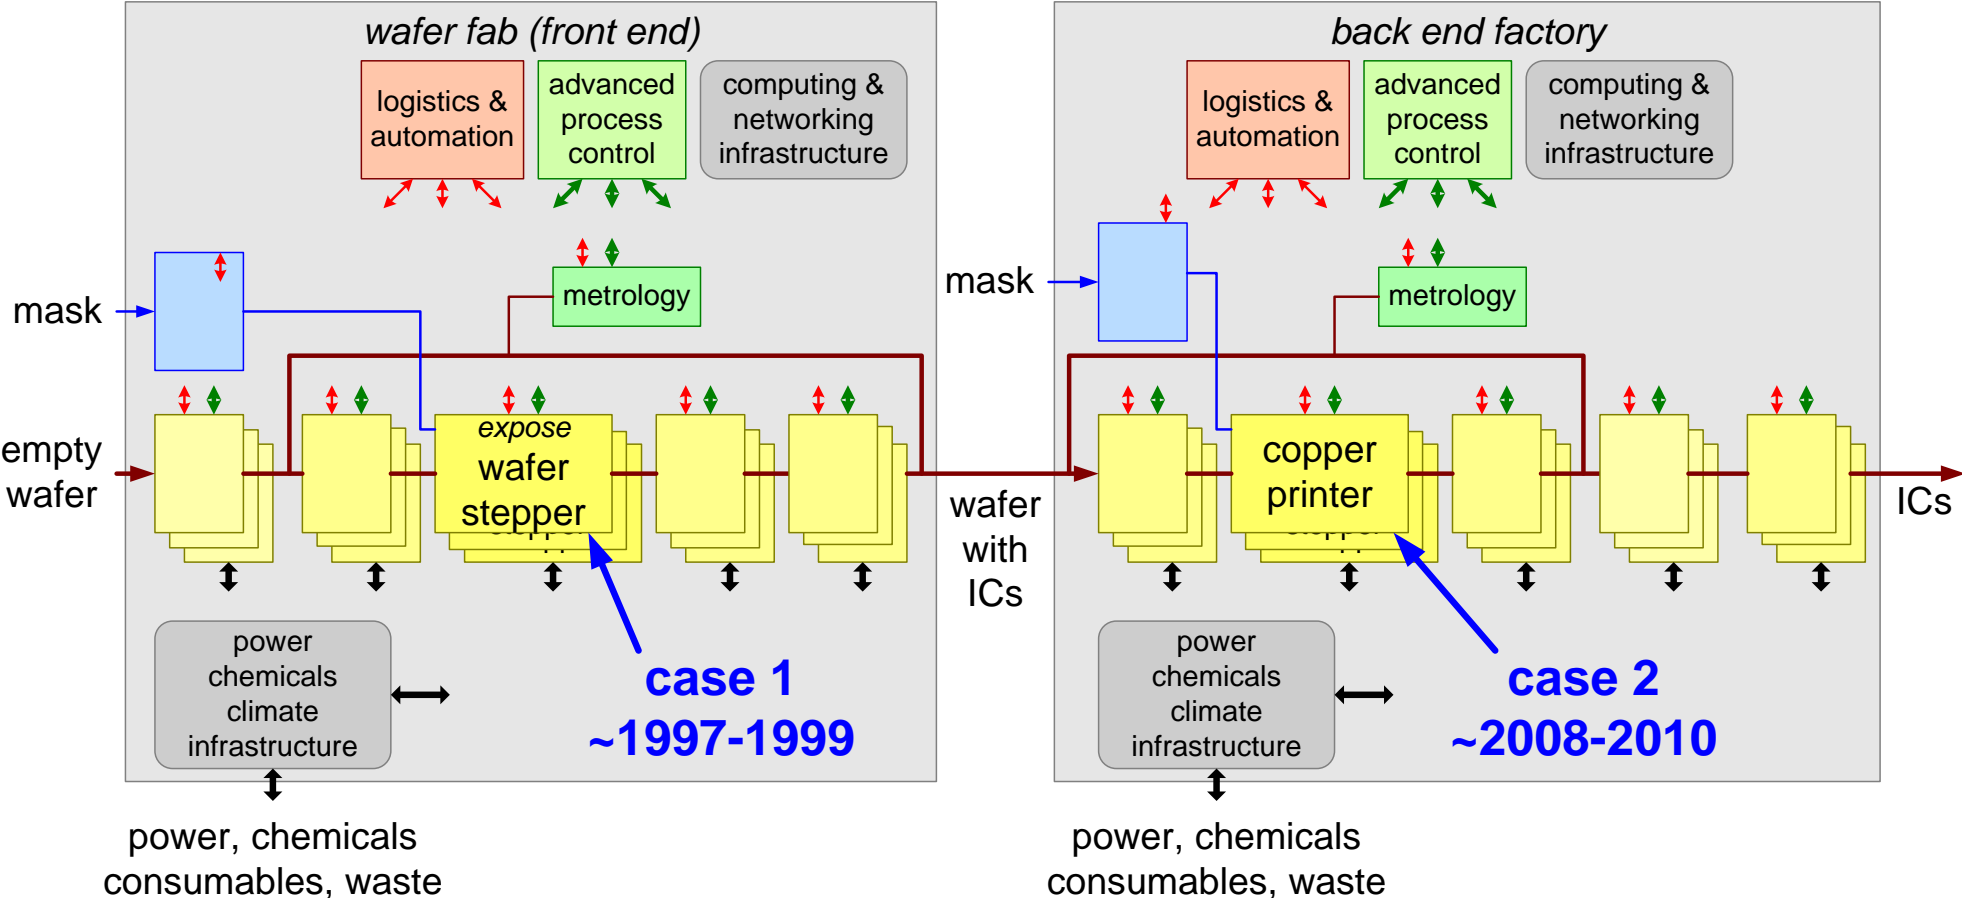 wafer fab (front end)
logistics &
automation
advanced
process
control
computing &
networking
infrastructure
mask
metrology
empty
wafer
expose
wafer
stepper
stepper
case 1
~1997-1999
power
chemicals
climate
infrastructure
power, chemicals
consumables, waste
wafer
with
ICs
back end factory
logistics &
automation
advanced
process
control
computing &
networking
infrastructure
mask
metrology
copper
printer
stepper
ICs
case 2
~2008-2010
power
chemicals
climate
infrastructure
power, chemicals
consumables, waste